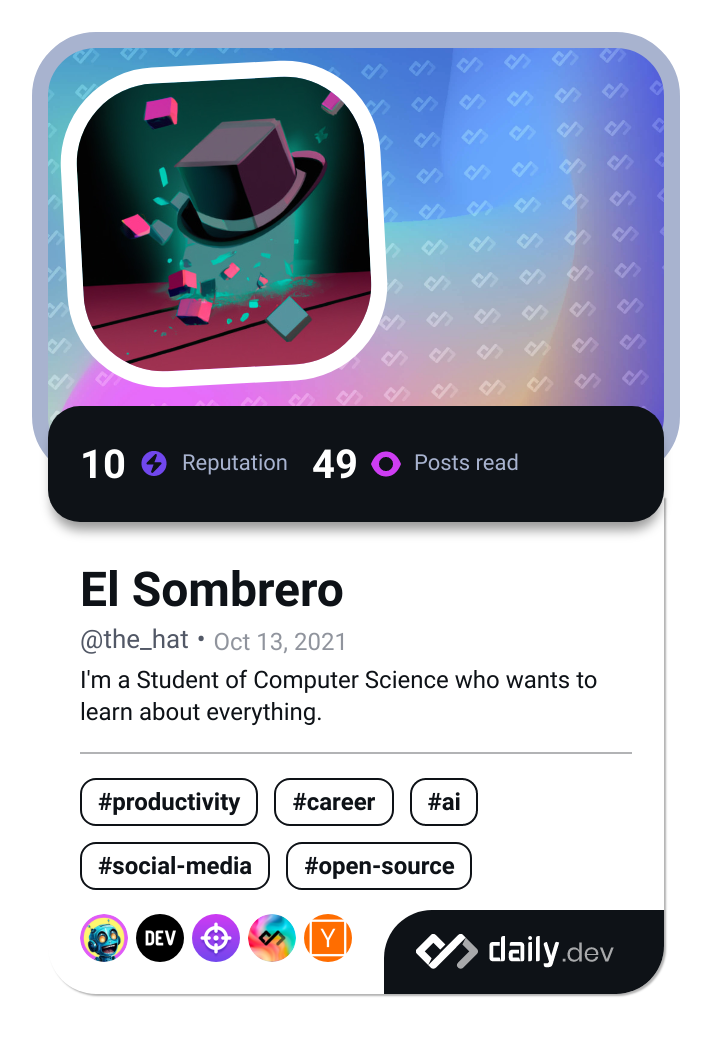 10 Reputation 49 Posts read
El Sombrero
@the_hat • Oct 13, 2021
I'm a Student of Computer Science who wants to
learn about everything.
#productivity #career #ai
#social-media #open-source
DEV Y daily.dev